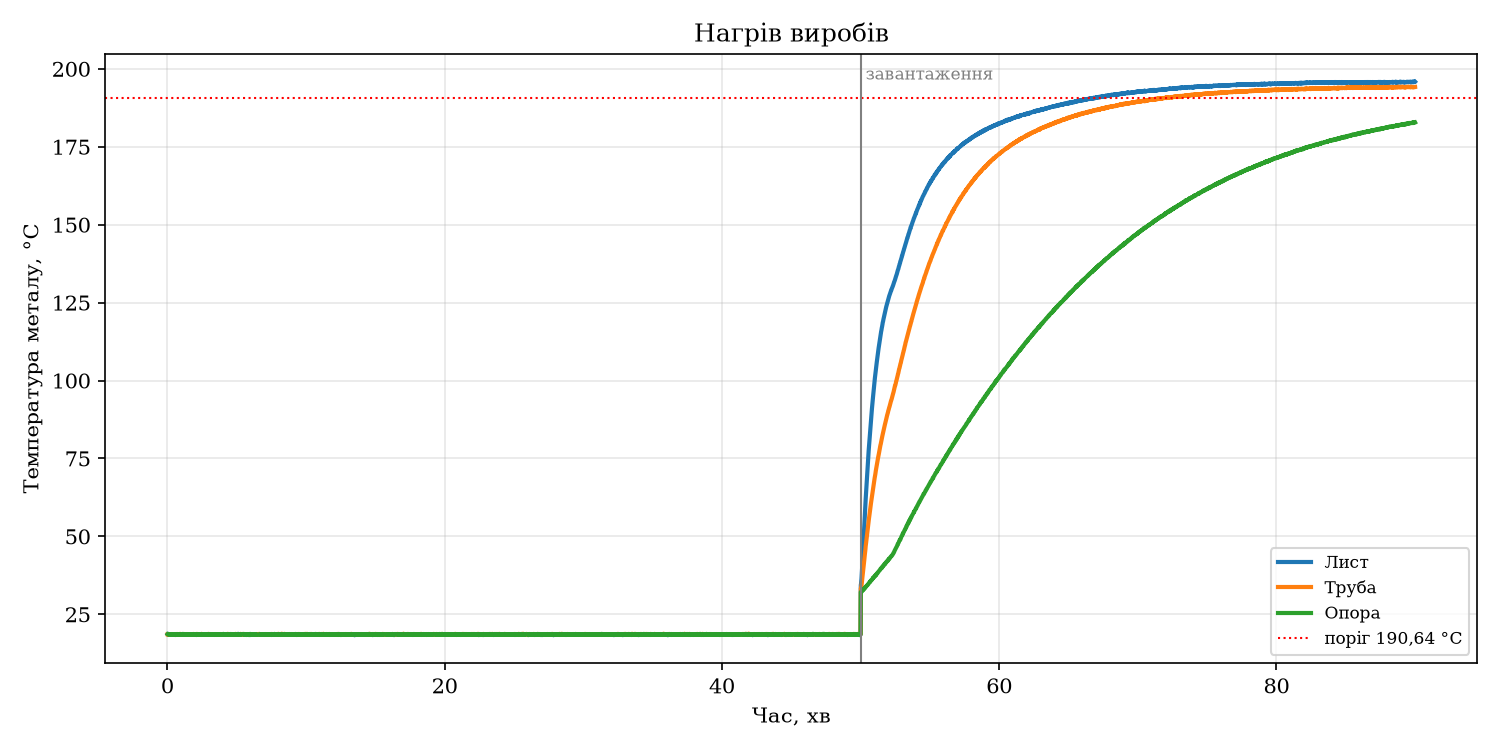 Нагрів виробів
200
175
150
125
100
75
50
25
Температура металу, °C
завантаження
Лист
Труба
Опора
поріг 190,64 °C
0 20 40 60 80
Час, хв